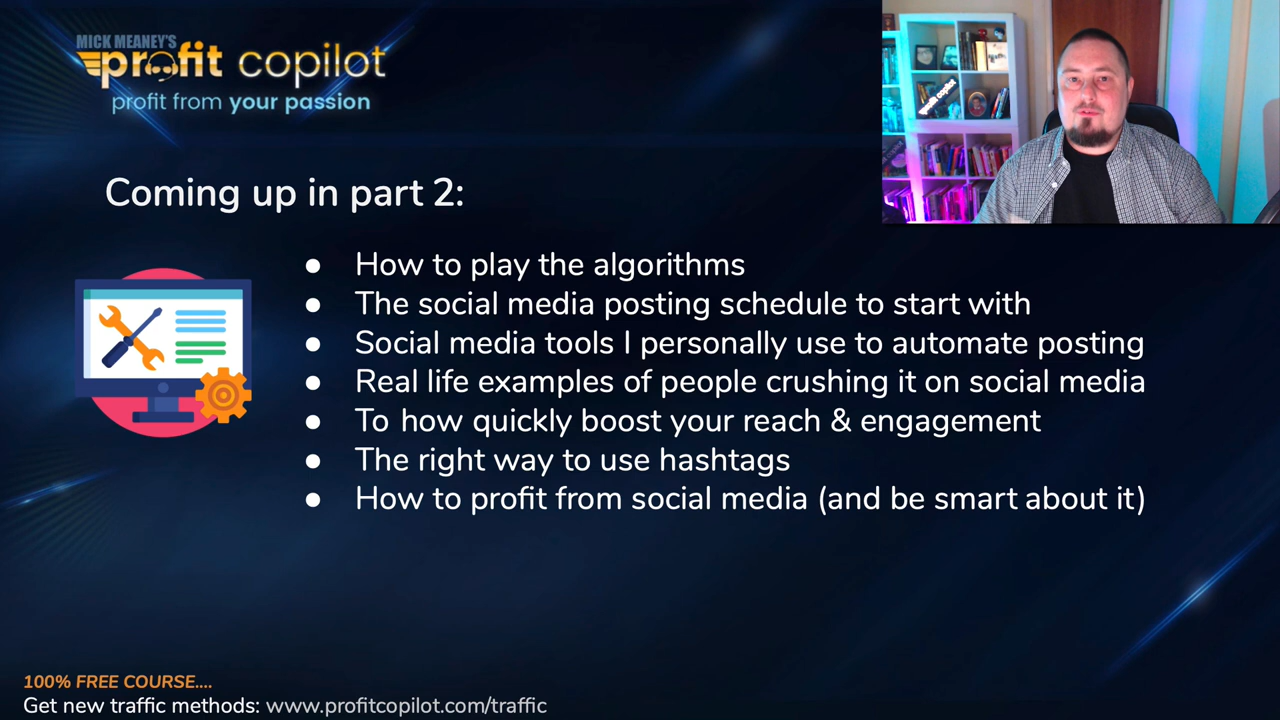 MICK MEANEY'S
profit copilot
profit from your passion
Coming up in part 2:
● How to play the algorithms
● The social media posting schedule to start with
● Social media tools I personally use to automate posting
● Real life examples of people crushing it on social media
● To how quickly boost your reach & engagement
● The right way to use hashtags
● How to profit from social media (and be smart about it)
100% FREE COURSE....
Get new traffic methods: www.profitcopilot.com/traffic
profit copilot